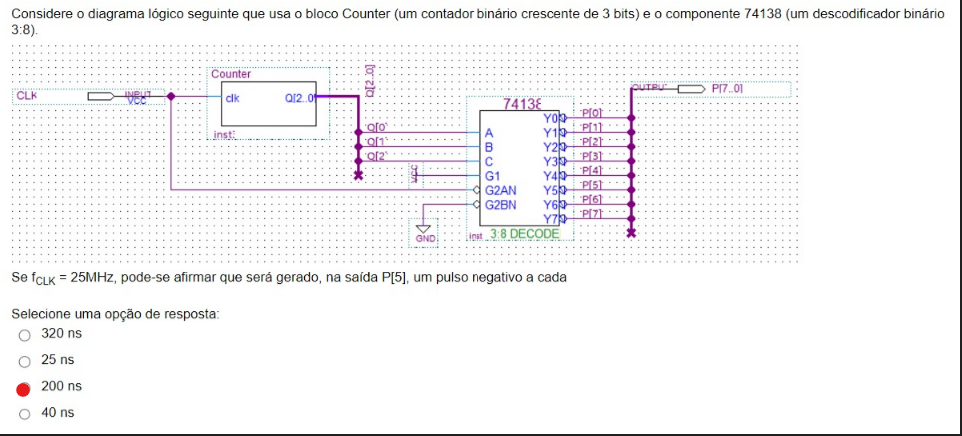 Considere o diagrama lógico seguinte que usa o bloco Counter (um contador binário crescente de 3 bits) e o componente 74138 (um descodificador binário
3:8).
Counter
Q[2..0]
CLK
INPUT
VCC
clk
Q[2..0]
inst
OUTPUT
P[7..0]
74138
Q[0]
Q[1]
Q[2]
VCC
A
B
C
G1
G2AN
G2BN
Y0N
Y1N
Y2N
Y3N
Y4N
Y5N
Y6N
Y7N
P[0]
P[1]
P[2]
P[3]
P[4]
P[5]
P[6]
P[7]
GND
inst
3:8 DECODE
Se fCLK = 25MHz, pode-se afirmar que será gerado, na saída P[5], um pulso negativo a cada
Selecione uma opção de resposta:
320 ns
25 ns
200 ns
40 ns